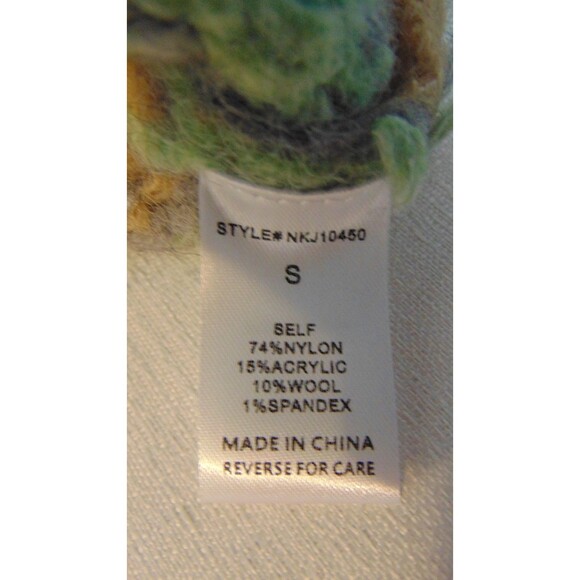 STYLE# NKJ10450
S
SELF
74%NYLON
15%ACRYLIC
10%WOOL
1%SPANDEX
MADE IN CHINA
REVERSE FOR CARE